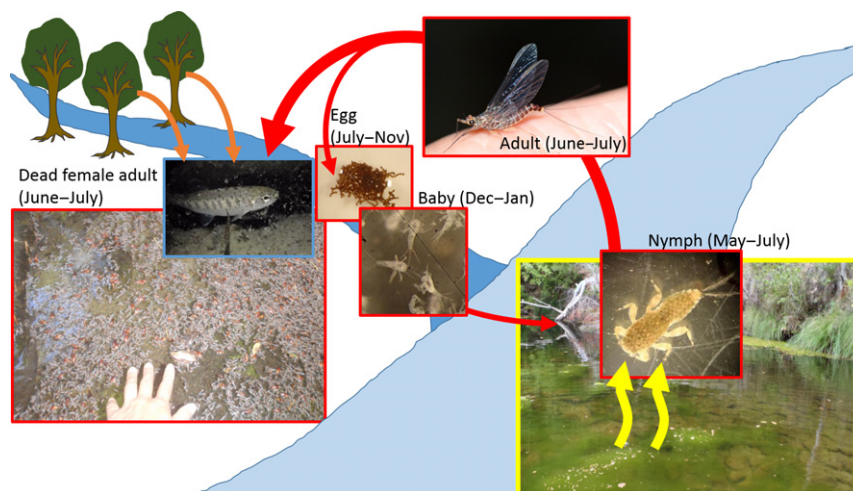 Egg
(July–Nov)
Adult (June–July)
Dead female adult
(June–July)
Baby (Dec–Jan)
Nymph (May–July)